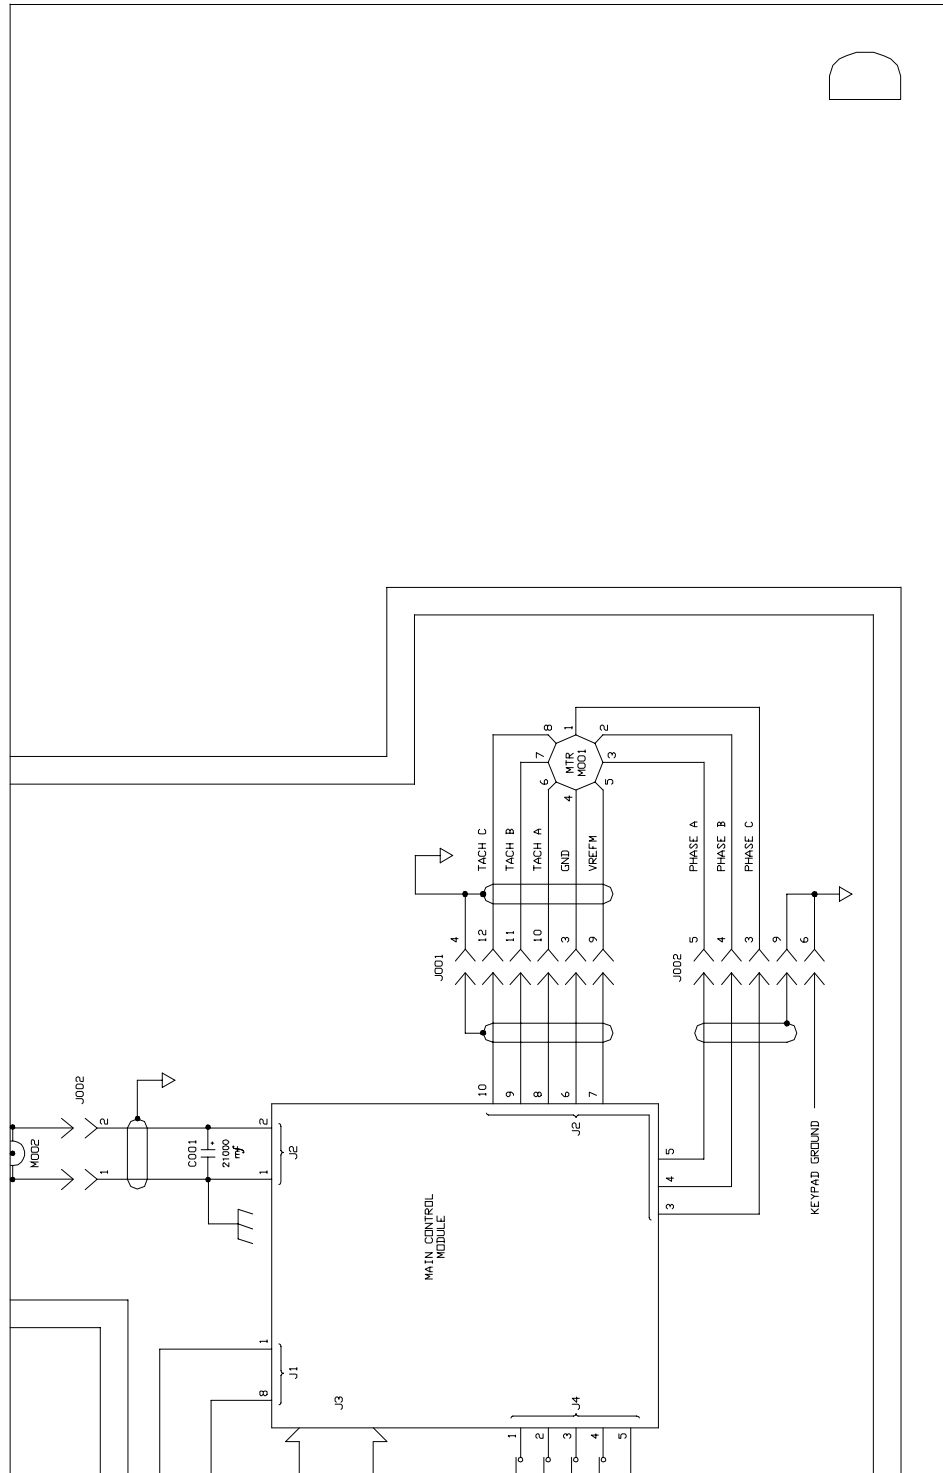 8
1
2
7
MTR
M001
3
6
4
5
TACH C
TACH B
TACH A
GND
VREFM
PHASE A
PHASE B
PHASE C
J001
4
12
11
10
3
9
J002
5
4
3
9
6
J002
2
1
M002
C001
+
21000
mf
2
1
J2
10
9
8
6
7
J2
5
4
3
KEYPAD GROUND
MAIN CONTROL
MODULE
1
8
J1
J3
J4
1
2
3
4
5